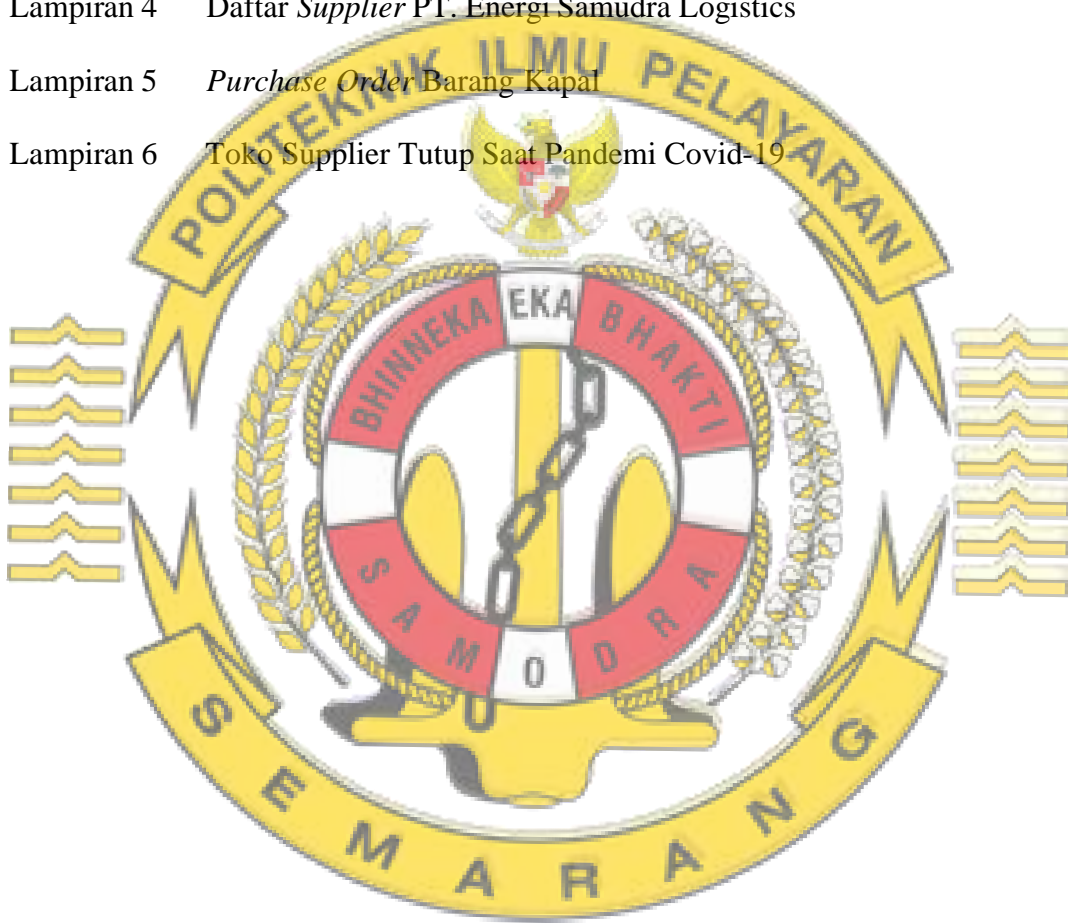 Lampiran 4 Daftar Supplier PT. Energi Samudra Logistics
Lampiran 5 Purchase Order Barang Kapal
Lampiran 6 Toko Supplier Tutup Saat Pandemi Covid-19
POLITEKNIK ILMU PELAYARAN
BHINNEKA EKA BHAKTI
SAMODRA
SEMARANG